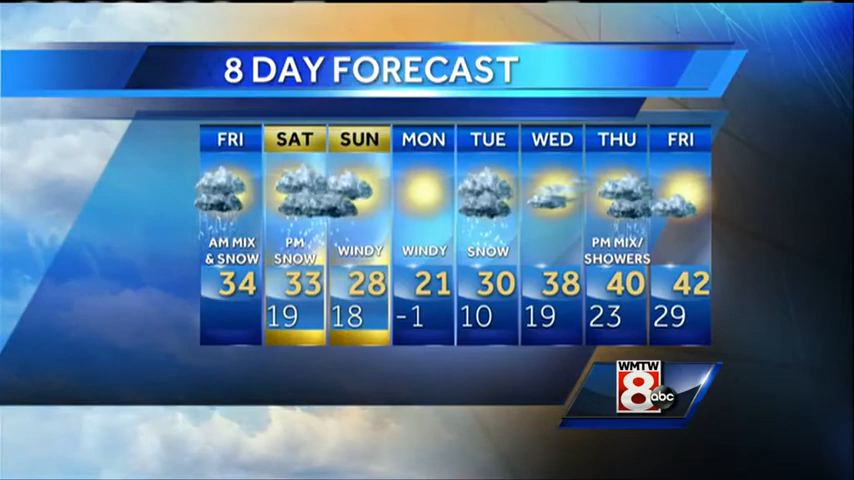 8 DAY FORECAST
FRI SAT SUN MON TUE WED THU FRI
AM MIX & SNOW PM SNOW WINDY WINDY SNOW PM MIX/ SHOWERS
34 33 28 21 30 38 40 42
19 18 -1 10 19 23 29
WMTW
8 abc